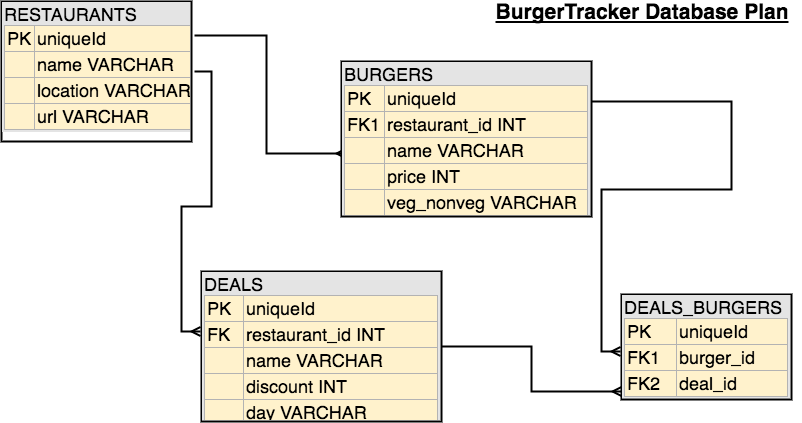 BurgerTracker Database Plan
RESTAURANTS
PK uniqueId
name VARCHAR
location VARCHAR
url VARCHAR
BURGERS
PK uniqueId
FK1 restaurant_id INT
name VARCHAR
price INT
veg_nonveg VARCHAR
DEALS
PK uniqueId
FK restaurant_id INT
name VARCHAR
discount INT
day VARCHAR
DEALS_BURGERS
PK uniqueId
FK1 burger_id
FK2 deal_id